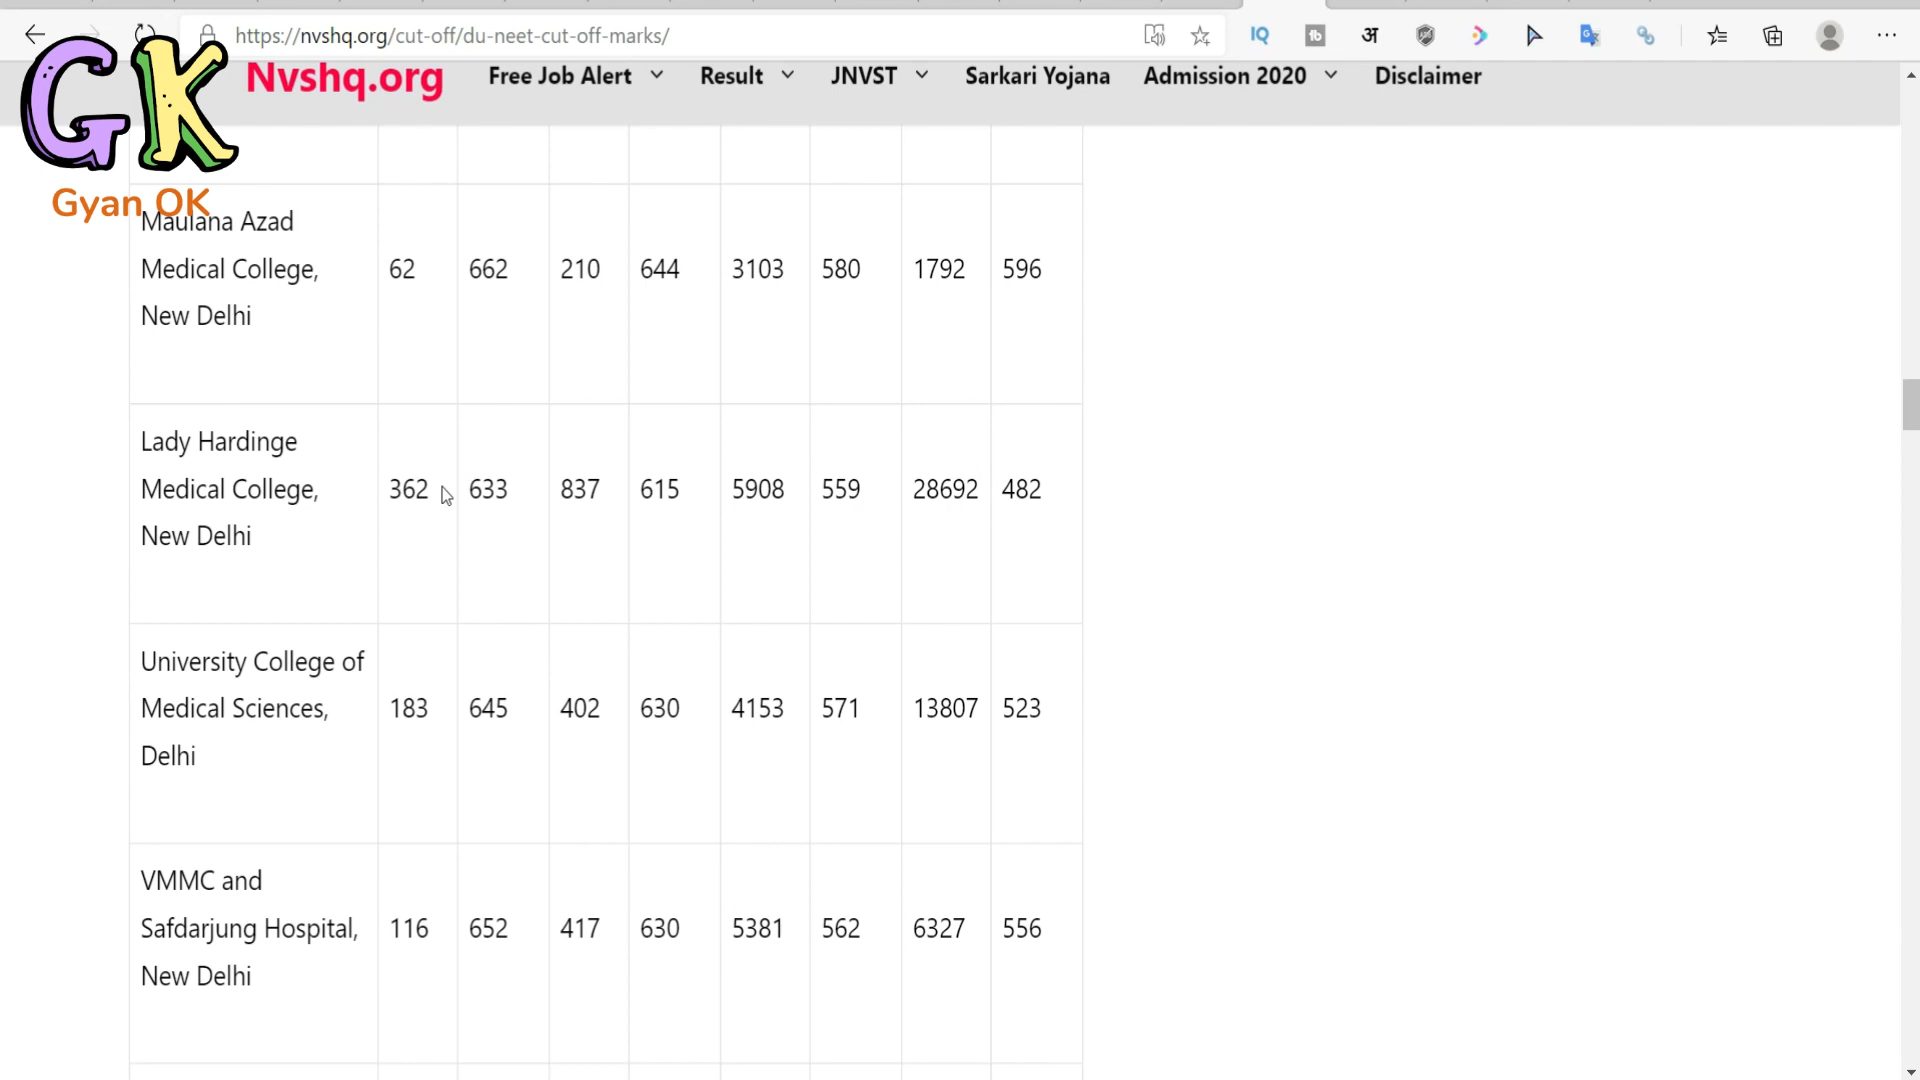 https://nvshq.org/cut-off/du-neet-cut-off-marks/
IQ
tb
अ
GK
Gyan OK
Nvshq.org
Free Job Alert
Result
JNVST
Sarkari Yojana
Admission 2020
Disclaimer
Maulana Azad
Medical College, 62 662 210 644 3103 580 1792 596
New Delhi
Lady Hardinge
Medical College, 362 633 837 615 5908 559 28692 482
New Delhi
University College of
Medical Sciences, 183 645 402 630 4153 571 13807 523
Delhi
VMMC and
Safdarjung Hospital, 116 652 417 630 5381 562 6327 556
New Delhi